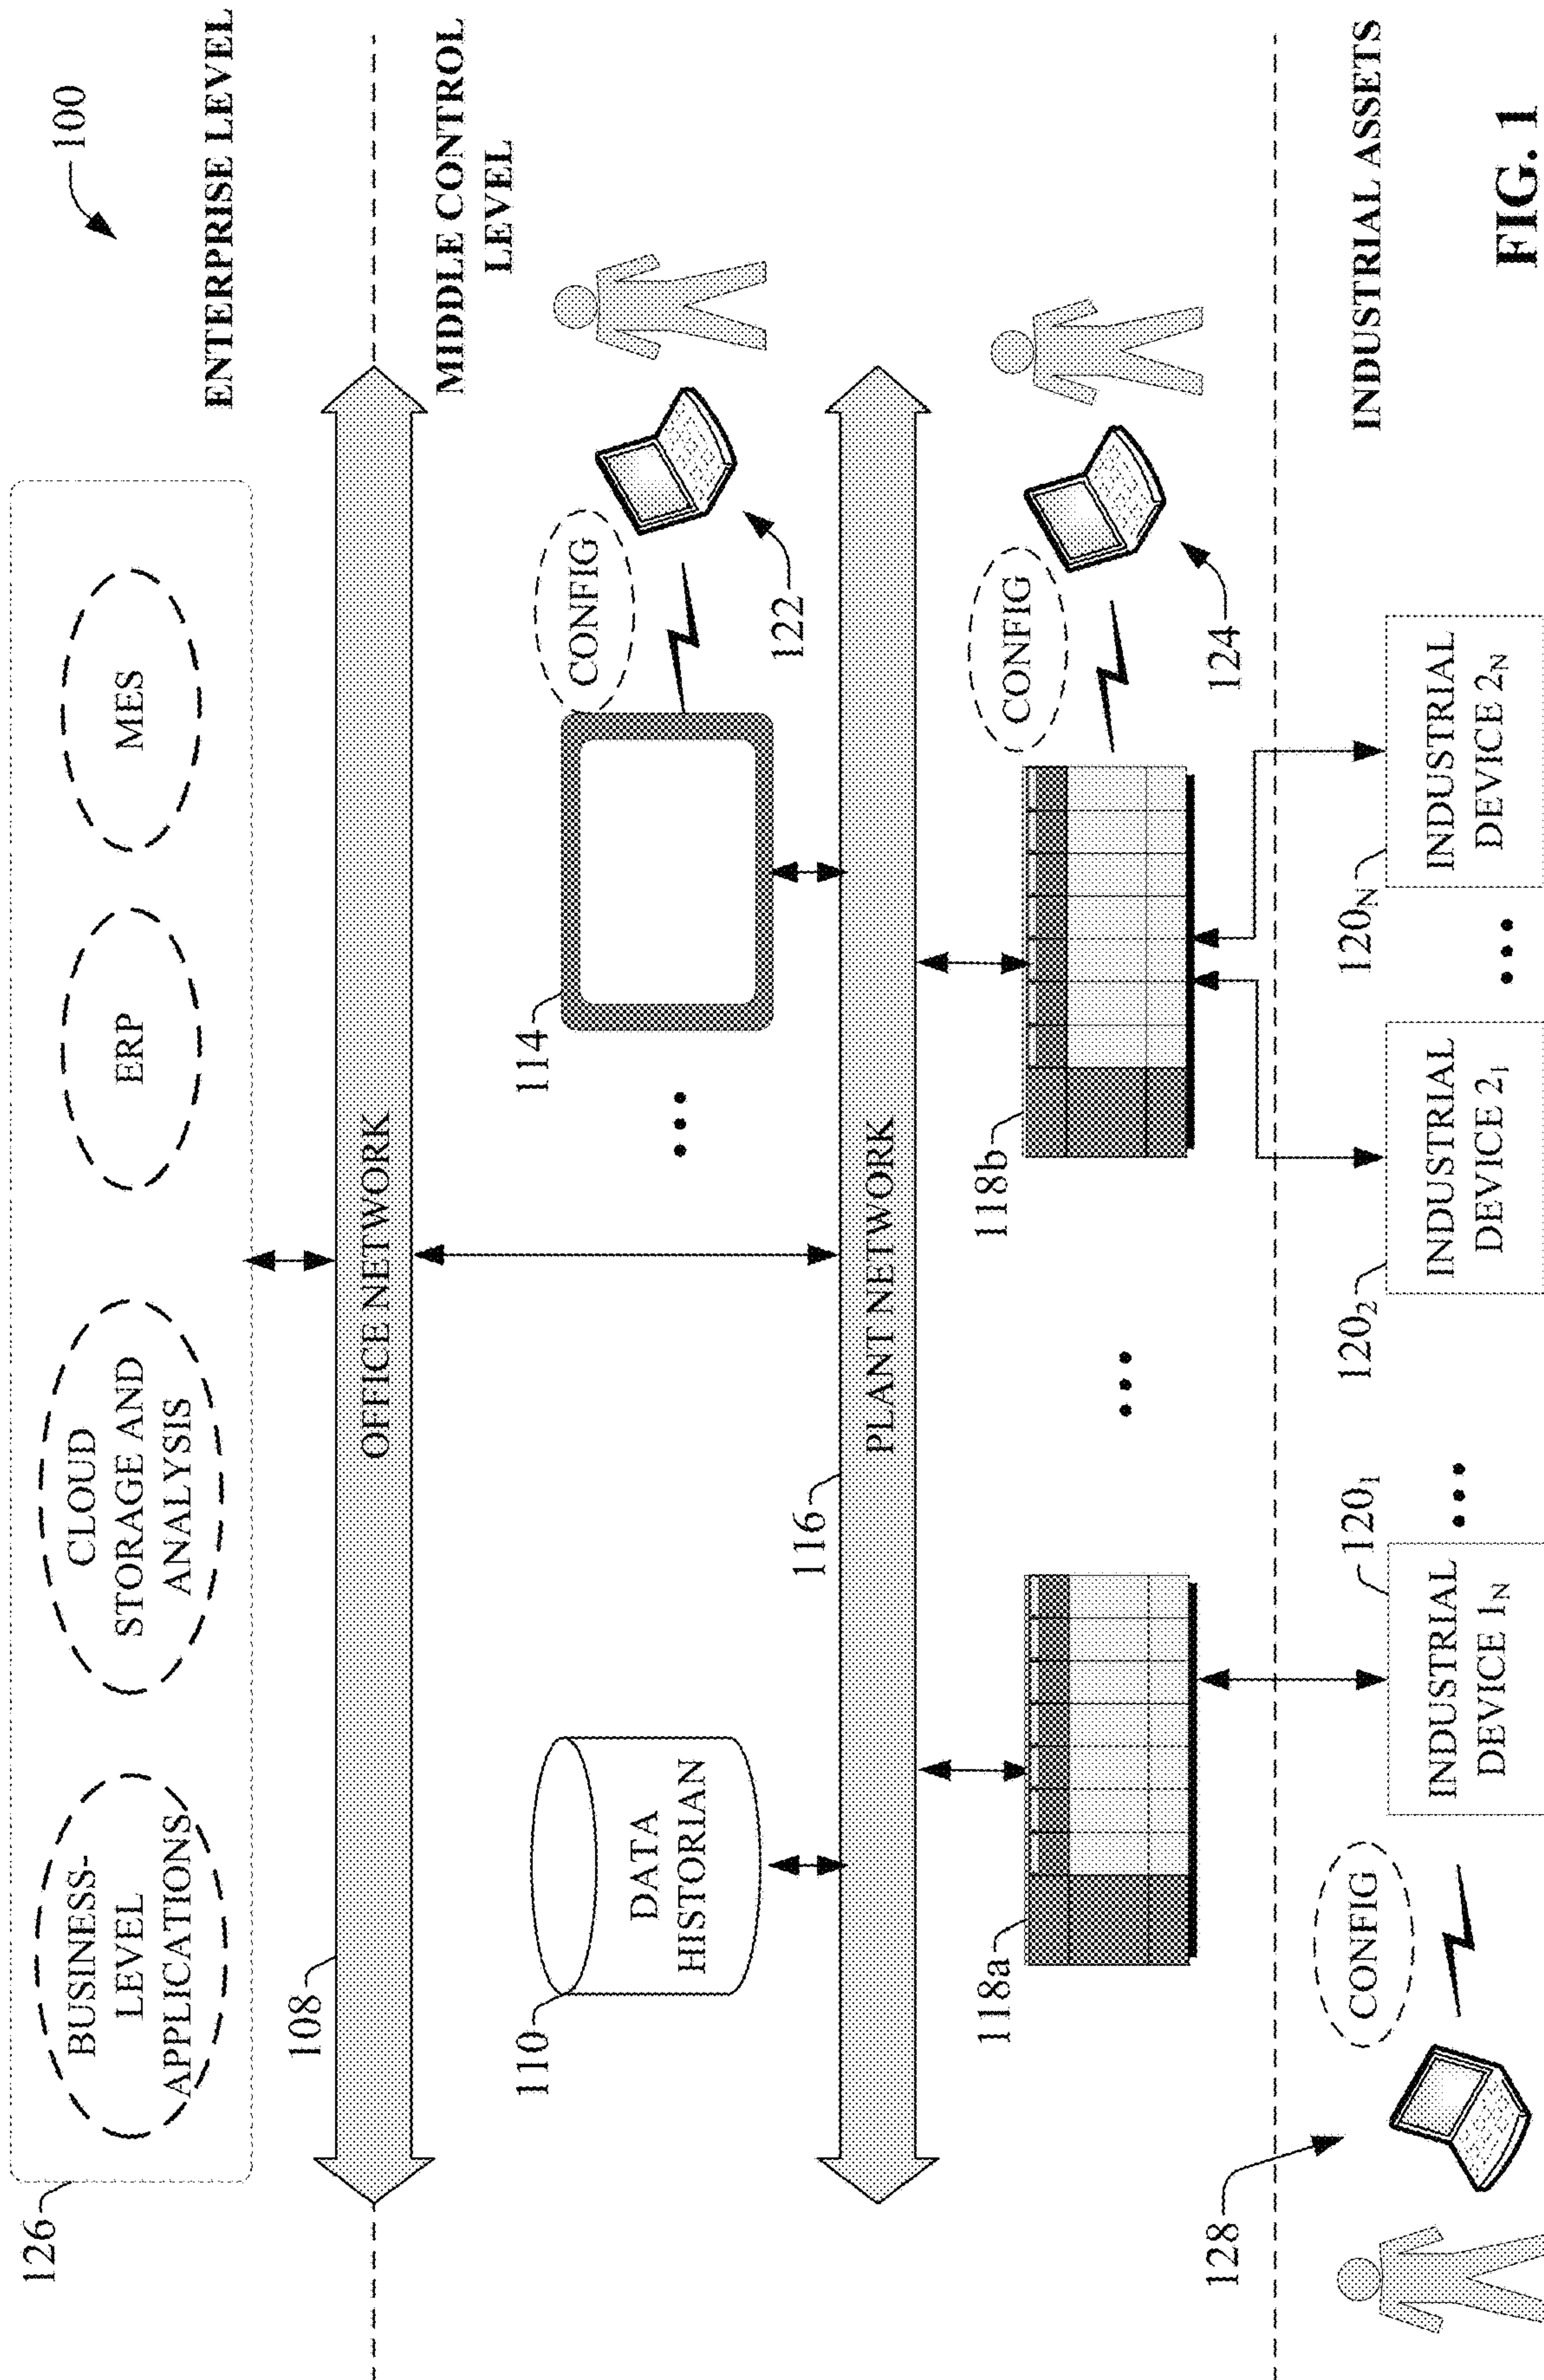 100
126
BUSINESS-
LEVEL
APPLICATIONS
CLOUD
STORAGE AND
ANALYSIS
ERP
MES
ENTERPRISE LEVEL
108
OFFICE NETWORK
MIDDLE CONTROL
LEVEL
110
DATA
HISTORIAN
114
CONFIG
122
116
PLANT NETWORK
118a
118b
CONFIG
124
128
CONFIG
INDUSTRIAL
DEVICE 1N
1201
1202
INDUSTRIAL
DEVICE 21
120N
INDUSTRIAL
DEVICE 2N
INDUSTRIAL ASSETS
FIG. 1